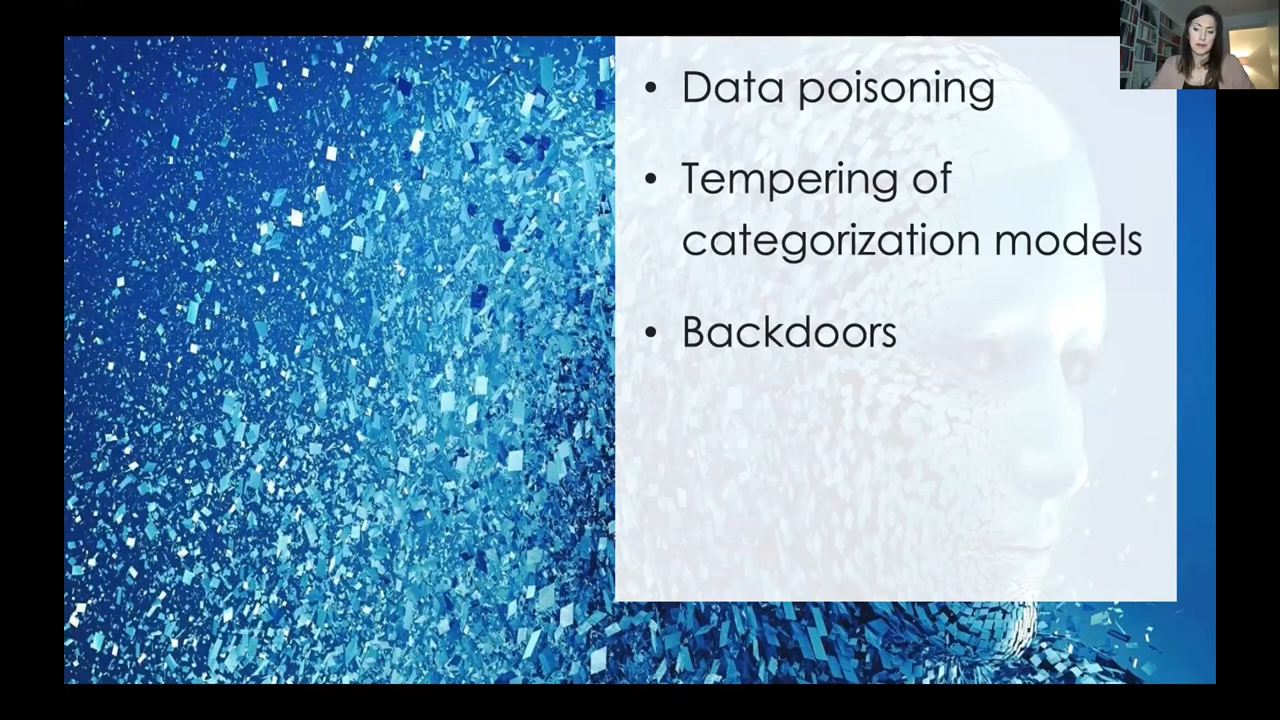 • Data poisoning
• Tempering of
categorization models
• Backdoors